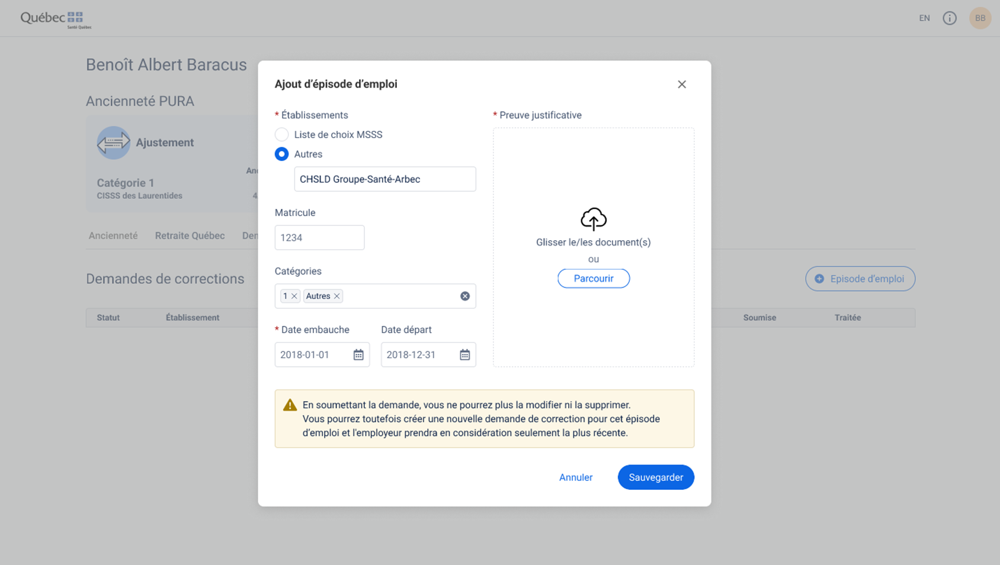 Québec
Santé Québec
EN
BB
Benoît Albert Baracus
Ancienneté PURA
Ajustement
Catégorie 1
CISSS des Laurentides
4
Ancienneté
Retraite Québec
Demandes de corrections
Episode d’emploi
Statut
Établissement
Soumise
Traitée
Ajout d’épisode d’emploi
* Établissements
Liste de choix MSSS
Autres
CHSLD Groupe-Santé-Arbec
Matricule
1234
Catégories
1
Autres
* Date embauche
Date départ
2018-01-01
2018-12-31
* Preuve justificative
Glisser le/les document(s)
ou
Parcourir
En soumettant la demande, vous ne pourrez plus la modifier ni la supprimer.
Vous pourrez toutefois créer une nouvelle demande de correction pour cet épisode
d’emploi et l'employeur prendra en considération seulement la plus récente.
Annuler
Sauvegarder